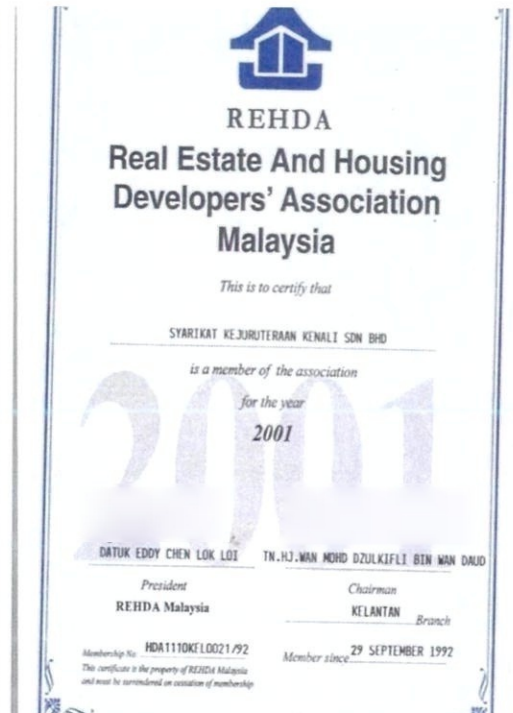 REHDA
Real Estate And Housing
Developers' Association
Malaysia
This is to certify that
SYARIKAT KEJURUTERAAN KENALI SDN BHD
is a member of the association
for the year
2001
2001
DATUK EDDY CHEN LOK LOI
TN.HJ.WAN MOHD DZULKIFLI BIN WAN DAUD
President
Chairman
REHDA Malaysia
KELANTAN Branch
Membership No. HDA1110KEL0021/92
Member since 29 SEPTEMBER 1992
This certificate is the property of REHDA Malaysia
and must be surrendered on cessation of membership